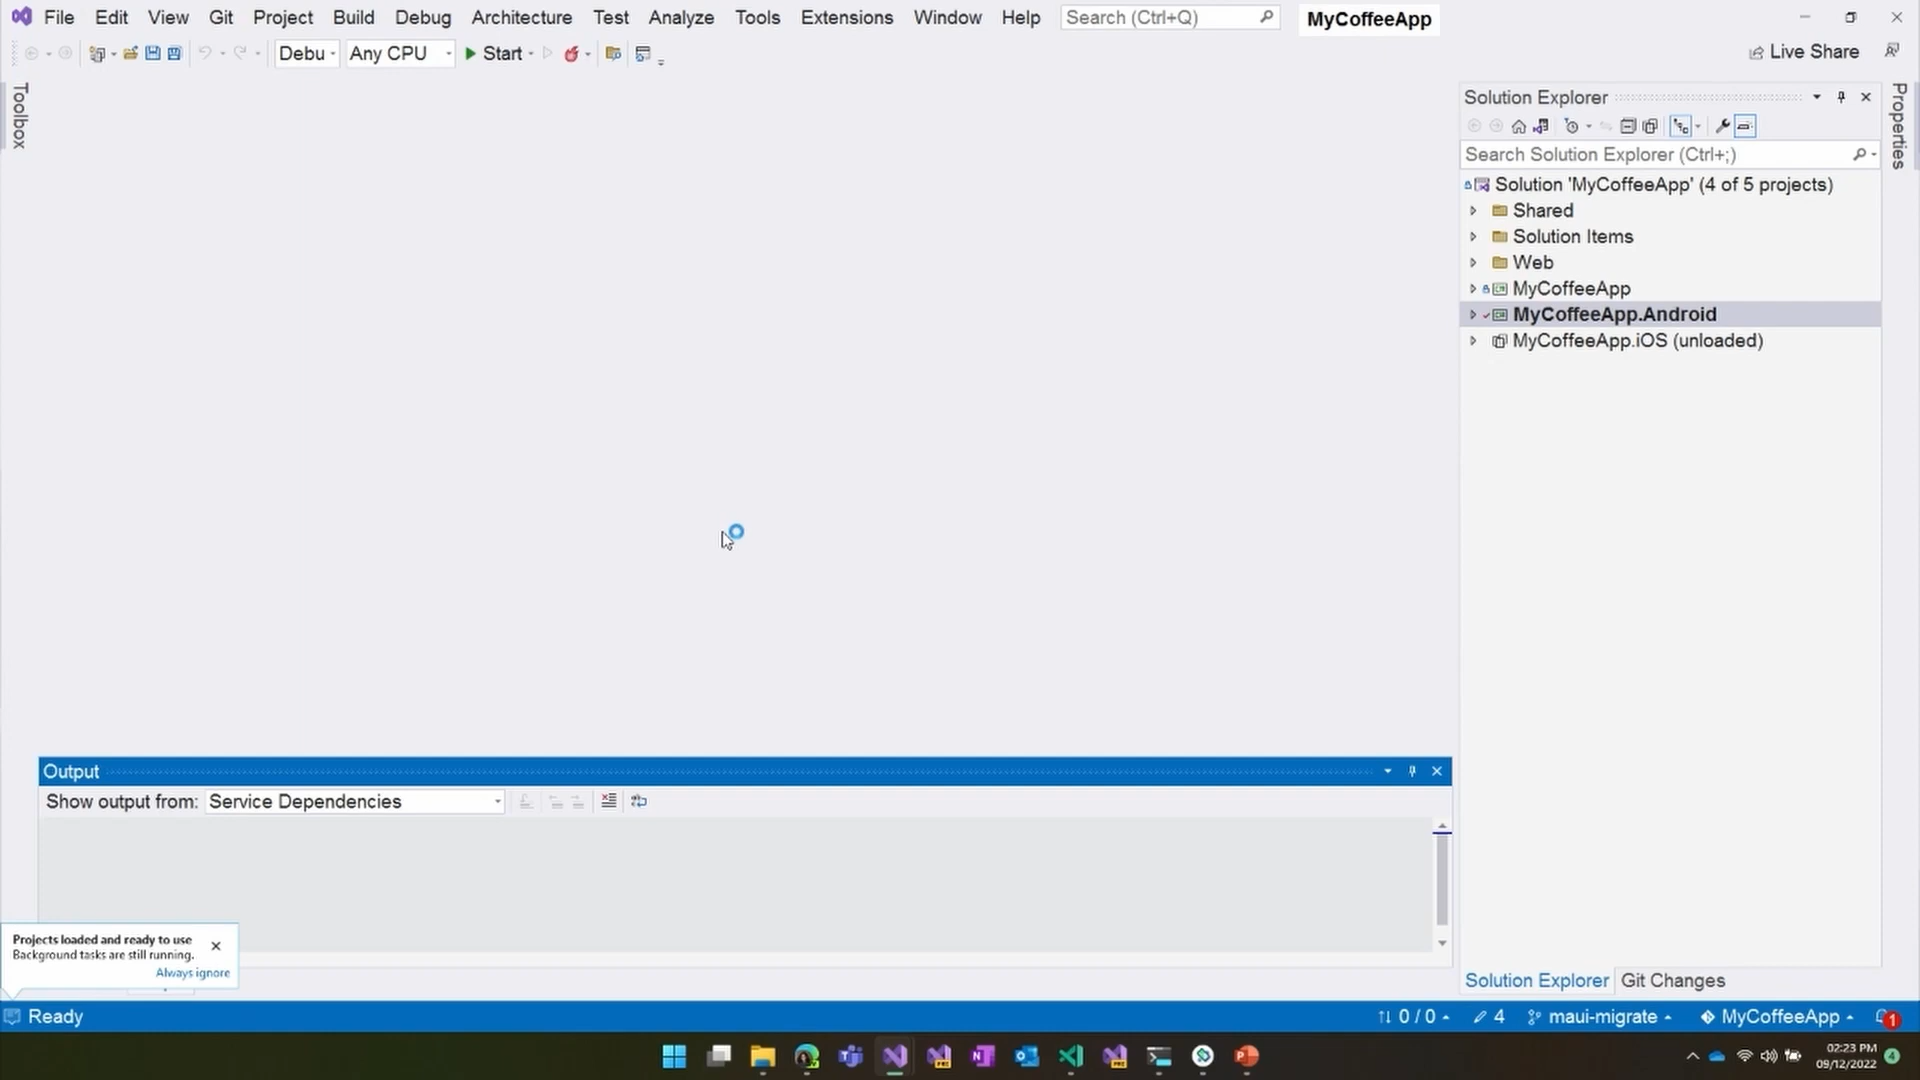 File Edit View Git Project Build Debug Architecture Test Analyze Tools Extensions Window Help Search (Ctrl+Q) MyCoffeeApp
Debu Any CPU Start Live Share
Toolbox
Solution Explorer
Properties
Search Solution Explorer (Ctrl+;)
Solution 'MyCoffeeApp' (4 of 5 projects)
Shared
Solution Items
Web
MyCoffeeApp
MyCoffeeApp.Android
MyCoffeeApp.iOS (unloaded)
Output
Show output from: Service Dependencies
Projects loaded and ready to use
Background tasks are still running.
Always ignore
Solution Explorer Git Changes
Ready 0 / 0 4 maui-migrate MyCoffeeApp 1
02:23 PM
09/12/2022 4